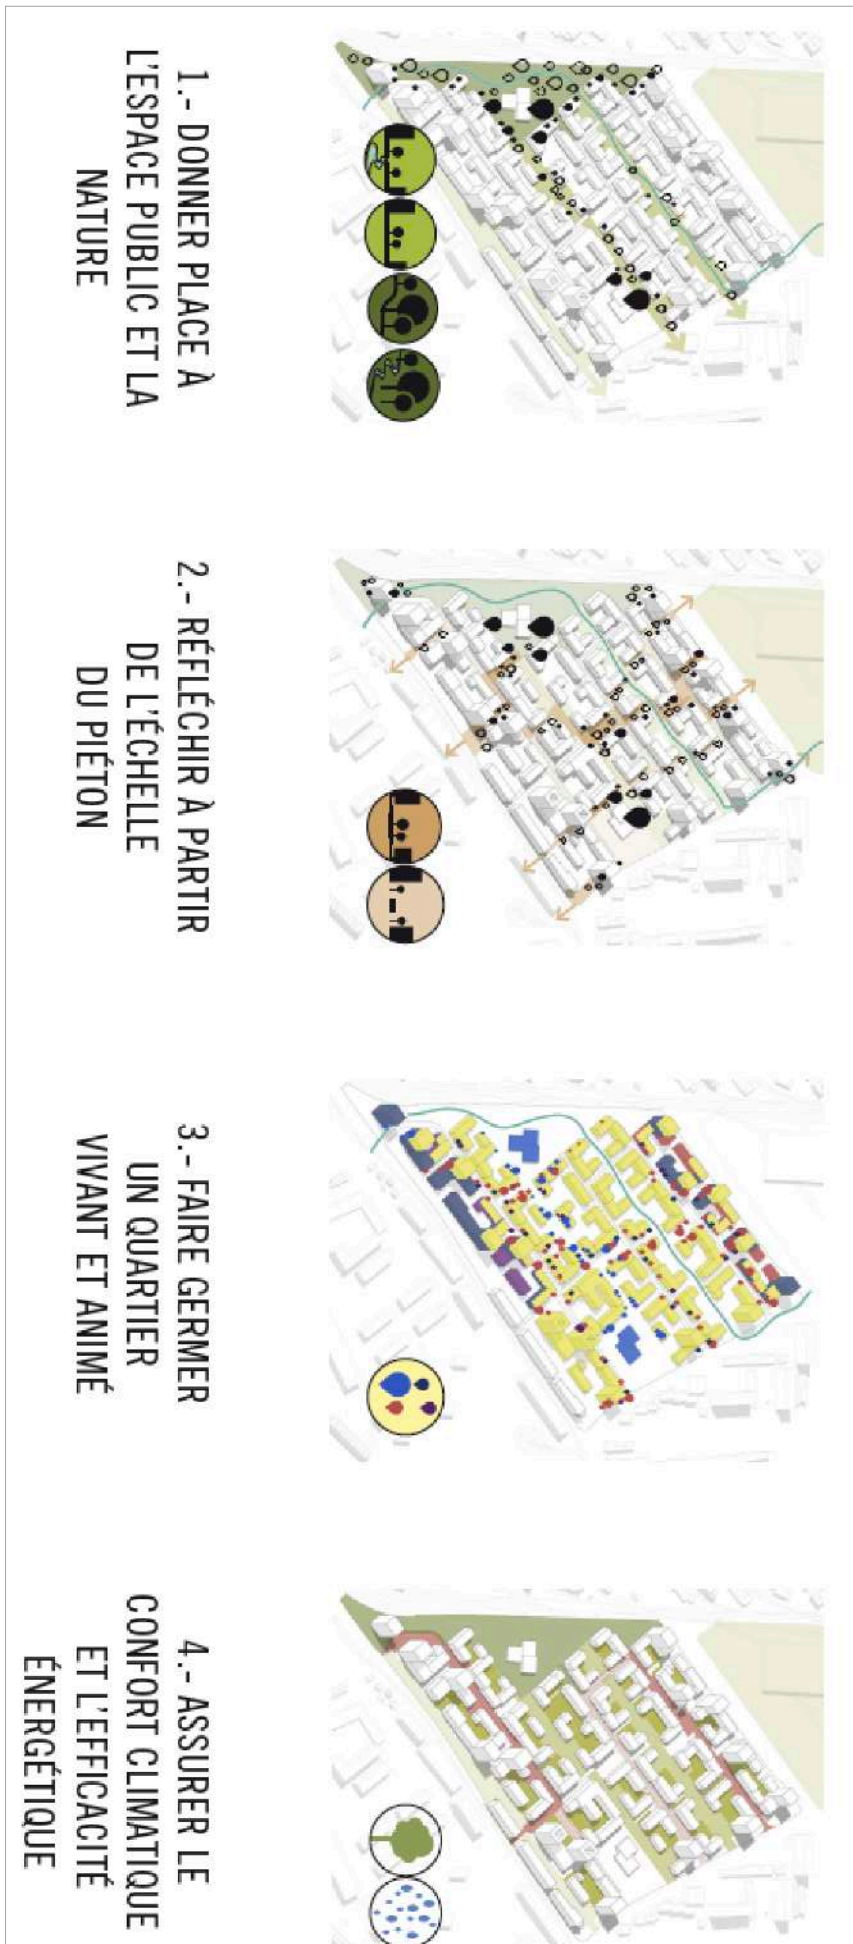 1.- DONNER PLACE À
L'ESPACE PUBLIC ET LA
NATURE
2.- RÉFLÉCHIR À PARTIR
DE L'ÉCHELLE
DU PIÉTON
3.- FAIRE GERMER
UN QUARTIER
VIVANT ET ANIMÉ
4.- ASSURER LE
CONFORT CLIMATIQUE
ET L'EFFICACITÉ
ÉNERGÉTIQUE